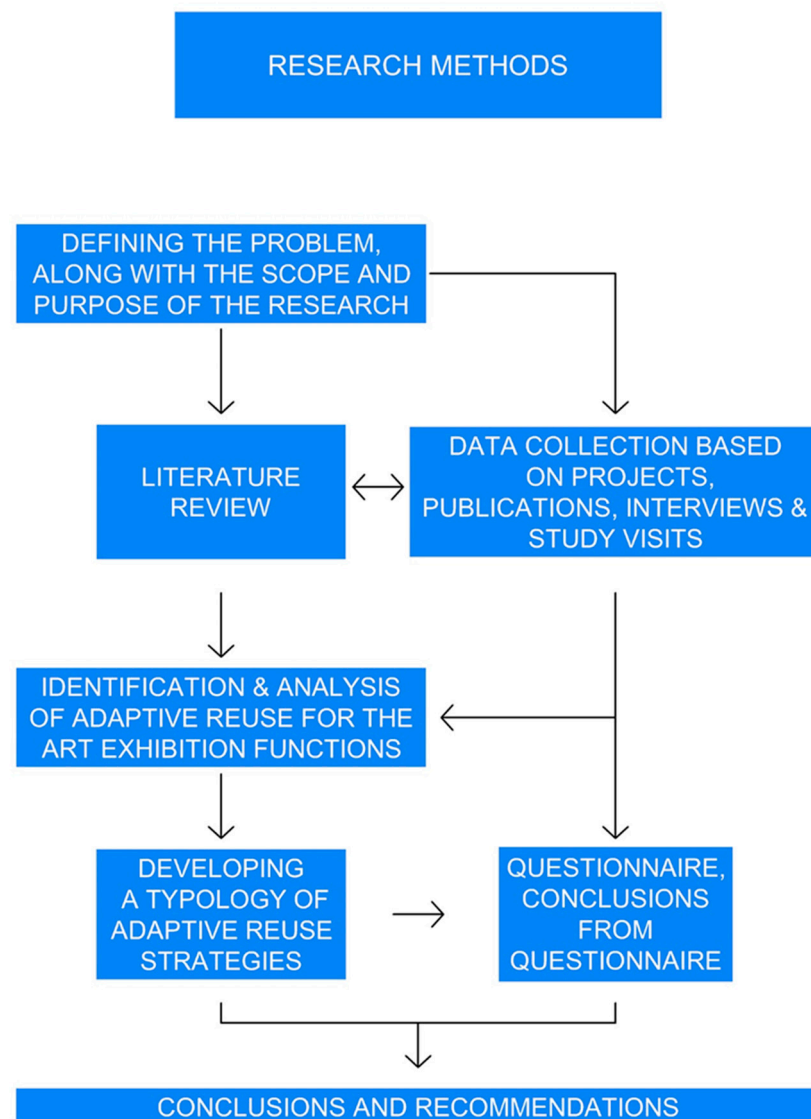 RESEARCH METHODS
DEFINING THE PROBLEM,
ALONG WITH THE SCOPE AND
PURPOSE OF THE RESEARCH
LITERATURE
REVIEW
DATA COLLECTION BASED
ON PROJECTS,
PUBLICATIONS, INTERVIEWS &
STUDY VISITS
IDENTIFICATION & ANALYSIS
OF ADAPTIVE REUSE FOR THE
ART EXHIBITION FUNCTIONS
DEVELOPING
A TYPOLOGY OF
ADAPTIVE REUSE
STRATEGIES
QUESTIONNAIRE,
CONCLUSIONS
FROM
QUESTIONNAIRE
CONCLUSIONS AND RECOMMENDATIONS